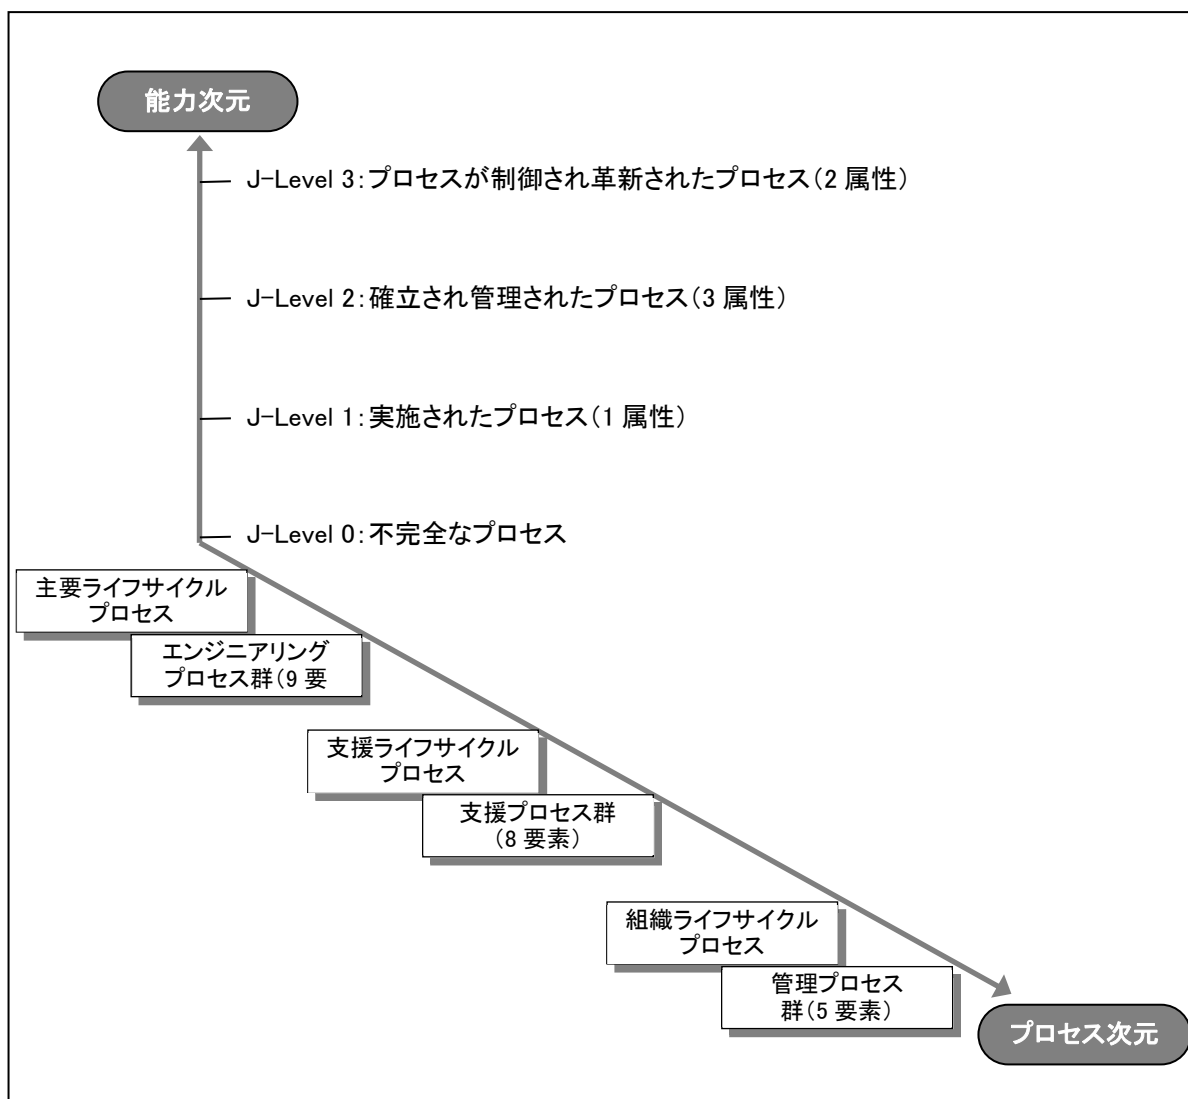 能力次元
J-Level 3:プロセスが制御され革新されたプロセス(2 属性)
J-Level 2:確立され管理されたプロセス(3 属性)
J-Level 1:実施されたプロセス(1 属性)
J-Level 0:不完全なプロセス
主要ライフサイクル
プロセス
エンジニアリング
プロセス群(9 要
支援ライフサイクル
プロセス
支援プロセス群
(8 要素)
組織ライフサイクル
プロセス
管理プロセス
群(5 要素)
プロセス次元